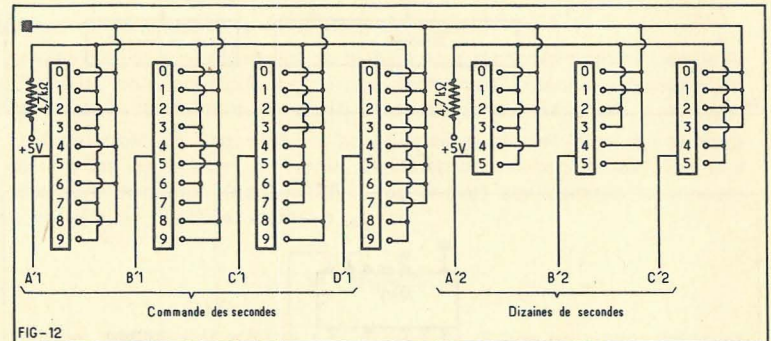 0 1 2 3 4 5 6 7 8 9
0 1 2 3 4 5 6 7 8 9
0 1 2 3 4 5 6 7 8 9
0 1 2 3 4 5 6 7 8 9
0 1 2 3 4 5
0 1 2 3 4 5
0 1 2 3 4 5
4,7kΩ
+5V
4,7kΩ
+5V
A'1 B'1 C'1 D'1 A'2 B'2 C'2
Commande des secondes Dizaines de secondes
FIG-12